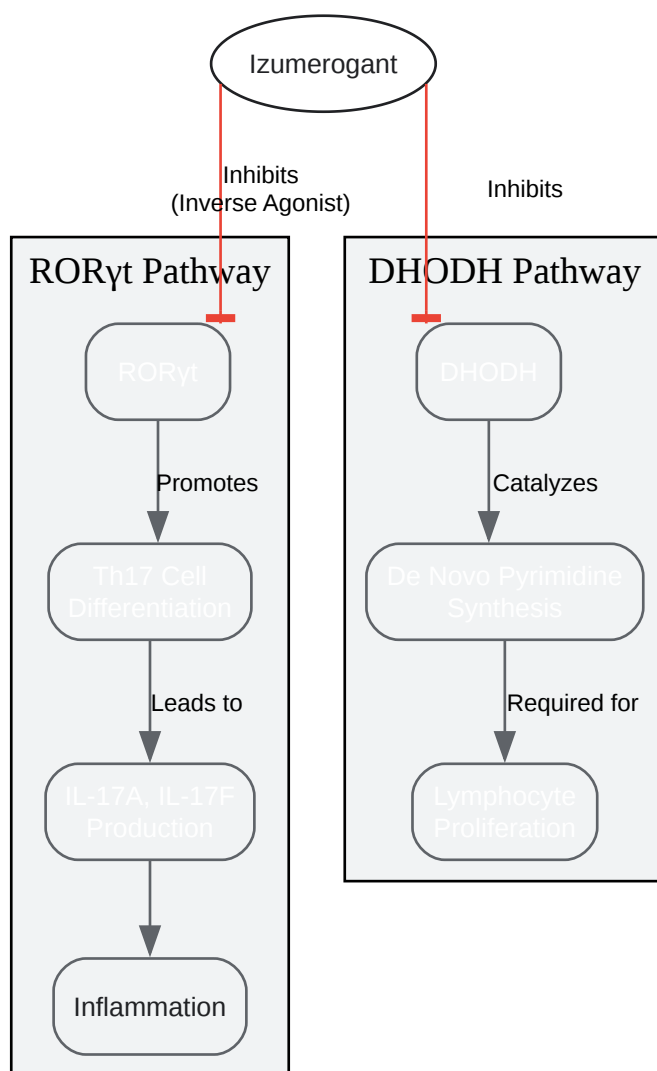 Izumerogant
Inhibits
(Inverse Agonist)
Inhibits
RORγt Pathway
RORγt
Promotes
Th17 Cell
Differentiation
Leads to
IL-17A, IL-17F
Production
Inflammation
DHODH Pathway
DHODH
Catalyzes
De Novo Pyrimidine
Synthesis
Required for
Lymphocyte
Proliferation